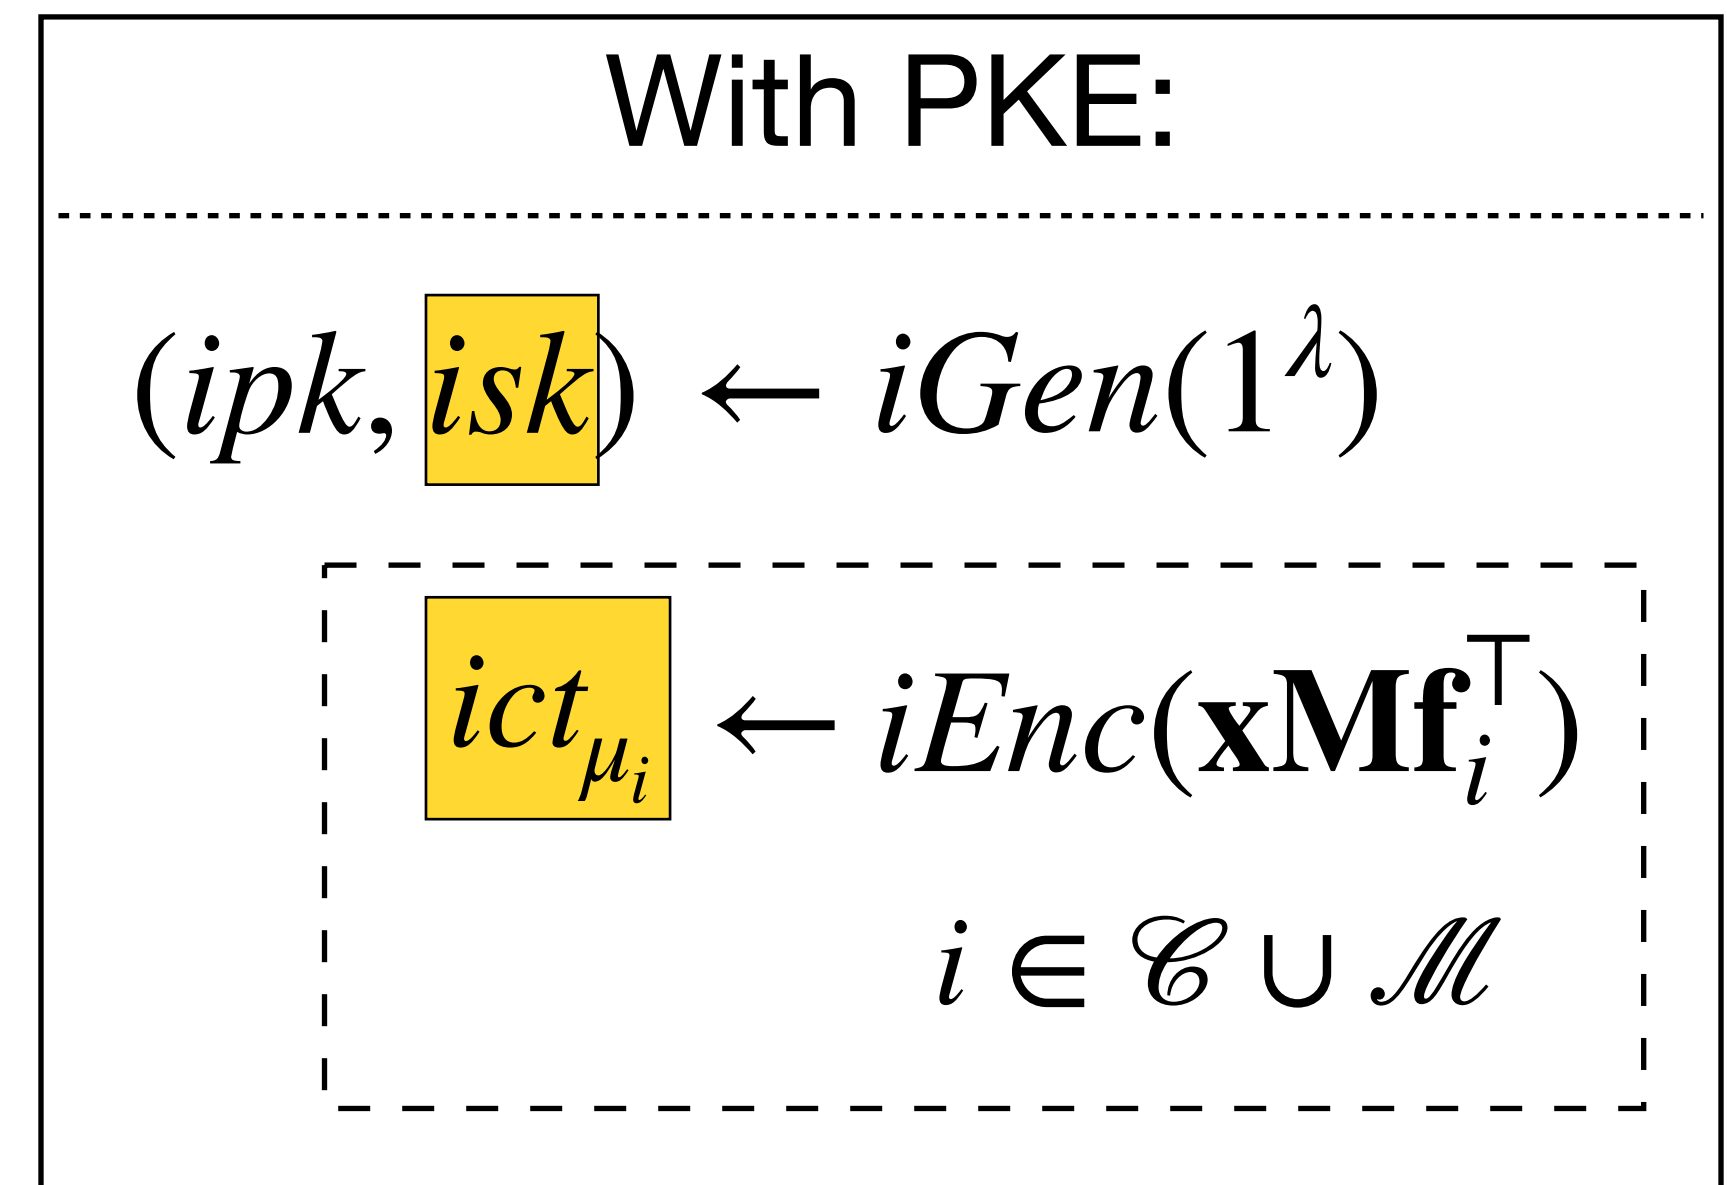 With PKE:
(ipk, isk) ← iGen(1^λ)
ict_{μ_i} ← iEnc(𝐱𝐌𝐟_i^⊤)
i ∈ 𝒞 ∪ ℳ